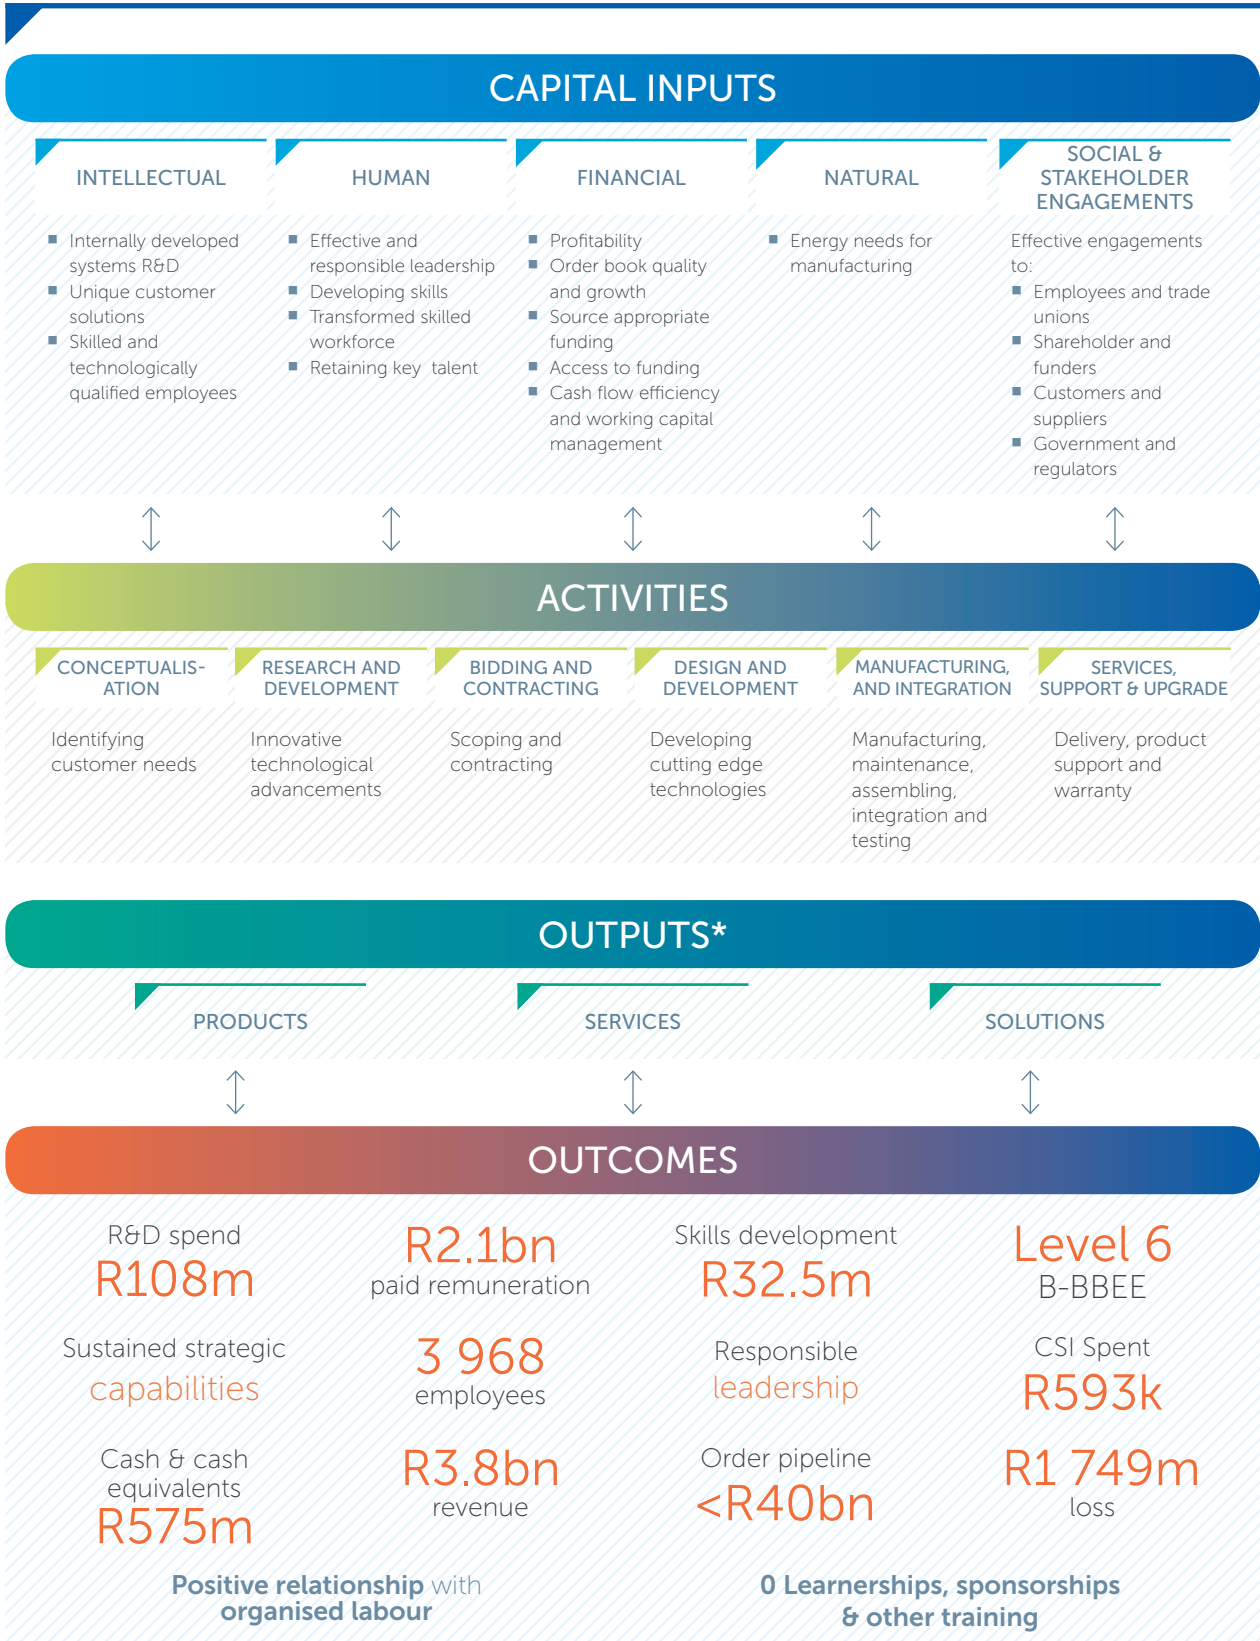 CAPITAL INPUTS
INTELLECTUAL
■ Internally developed
systems R&D
■ Unique customer
solutions
■ Skilled and
technologically
qualified employees
HUMAN
■ Effective and
responsible leadership
■ Developing skills
■ Transformed skilled
workforce
■ Retaining key talent
FINANCIAL
■ Profitability
■ Order book quality
and growth
■ Source appropriate
funding
■ Access to funding
■ Cash flow efficiency
and working capital
management
NATURAL
■ Energy needs for
manufacturing
SOCIAL &
STAKEHOLDER
ENGAGEMENTS
Effective engagements
to:
■ Employees and trade
unions
■ Shareholder and
funders
■ Customers and
suppliers
■ Government and
regulators
ACTIVITIES
CONCEPTUALIS-
ATION
Identifying
customer needs
RESEARCH AND
DEVELOPMENT
Innovative
technological
advancements
BIDDING AND
CONTRACTING
Scoping and
contracting
DESIGN AND
DEVELOPMENT
Developing
cutting edge
technologies
MANUFACTURING,
AND INTEGRATION
Manufacturing,
maintenance,
assembling,
integration and
testing
SERVICES,
SUPPORT & UPGRADE
Delivery, product
support and
warranty
OUTPUTS*
PRODUCTS
SERVICES
SOLUTIONS
OUTCOMES
R&D spend
R108m
R2.1bn
paid remuneration
Skills development
R32.5m
Level 6
B-BBEE
Sustained strategic
capabilities
3 968
employees
Responsible
leadership
CSI Spent
R593k
Cash & cash
equivalents
R575m
R3.8bn
revenue
Order pipeline
<R40bn
R1 749m
loss
Positive relationship with
organised labour
0 Learnerships, sponsorships
& other training